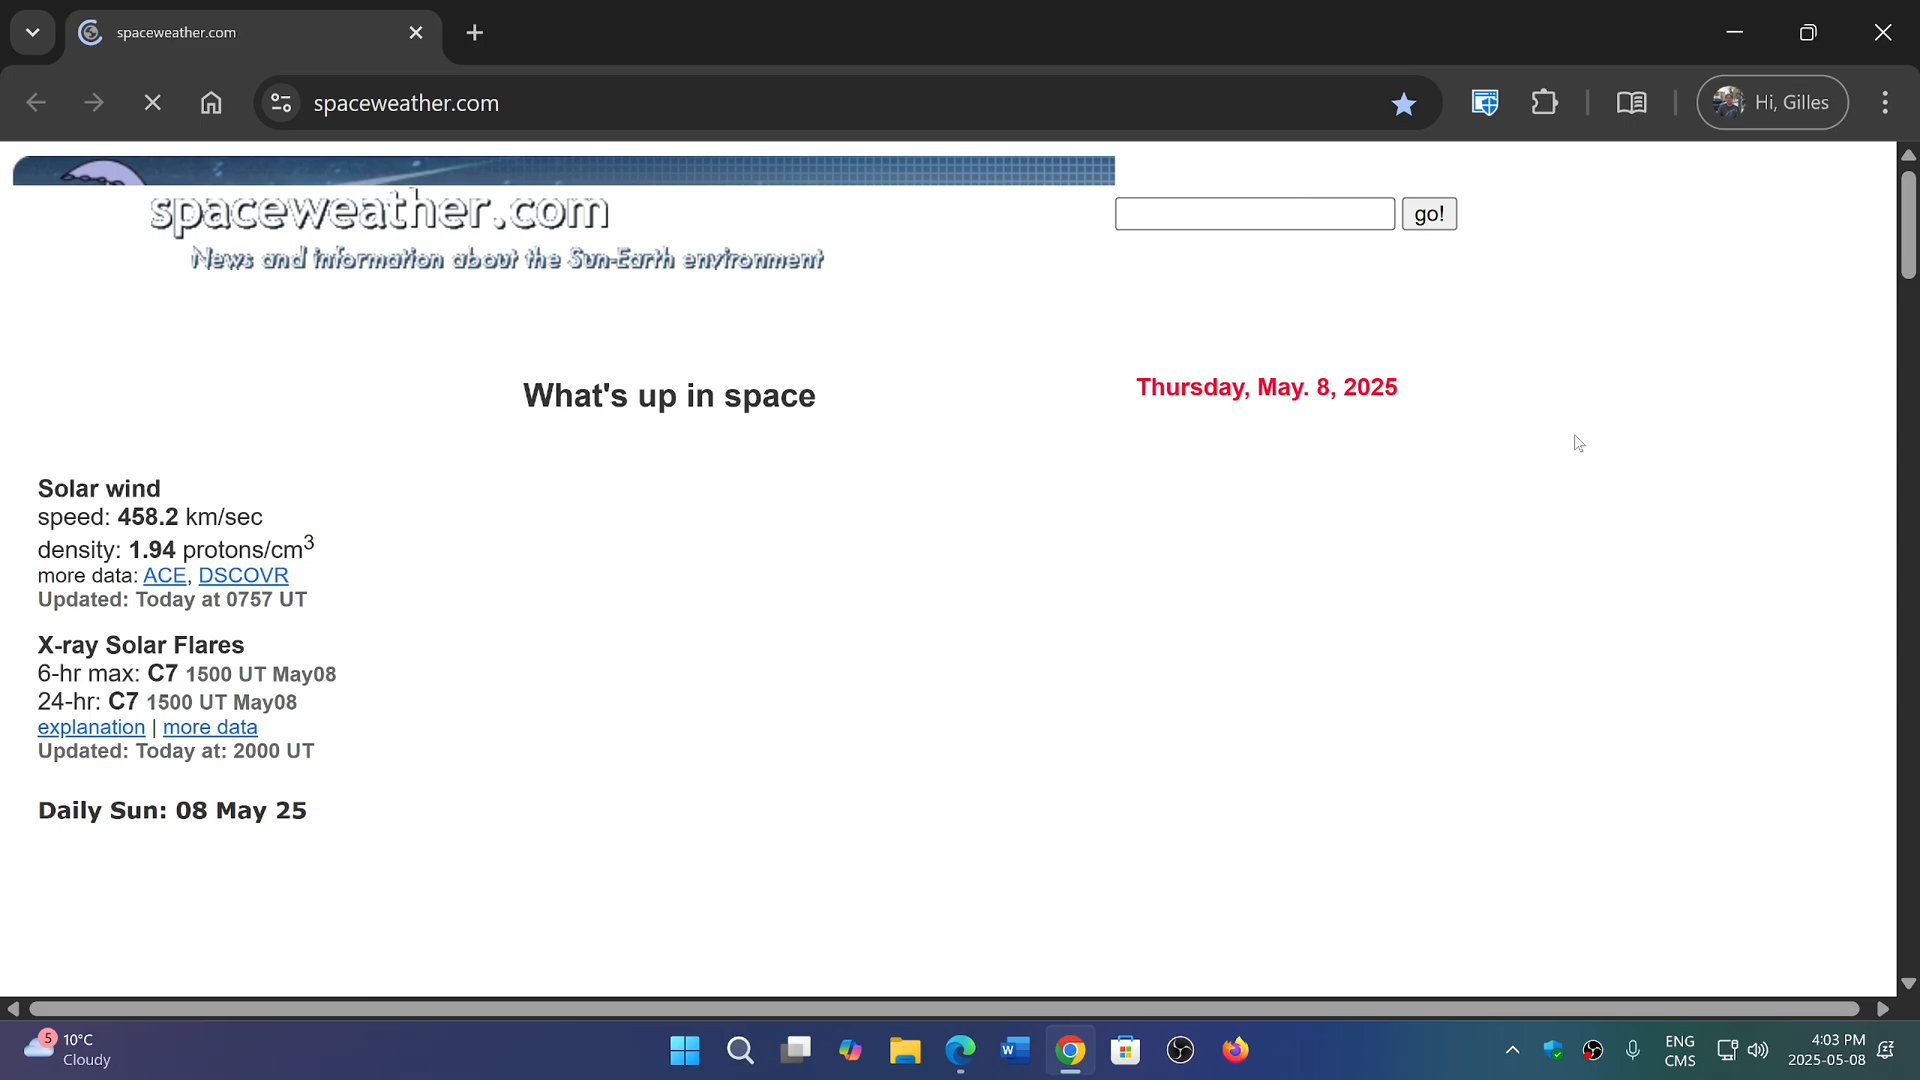 spaceweather.com
spaceweather.com
Hi, Gilles
spaceweather.com
News and information about the Sun-Earth environment
go!
What's up in space
Thursday, May. 8, 2025
Solar wind
speed: 458.2 km/sec
density: 1.94 protons/cm3
more data: ACE, DSCOVR
Updated: Today at 0757 UT
X-ray Solar Flares
6-hr max: C7 1500 UT May08
24-hr: C7 1500 UT May08
explanation | more data
Updated: Today at: 2000 UT
Daily Sun: 08 May 25
5
10°C
Cloudy
W
ENG
CMS
4:03 PM
2025-05-08